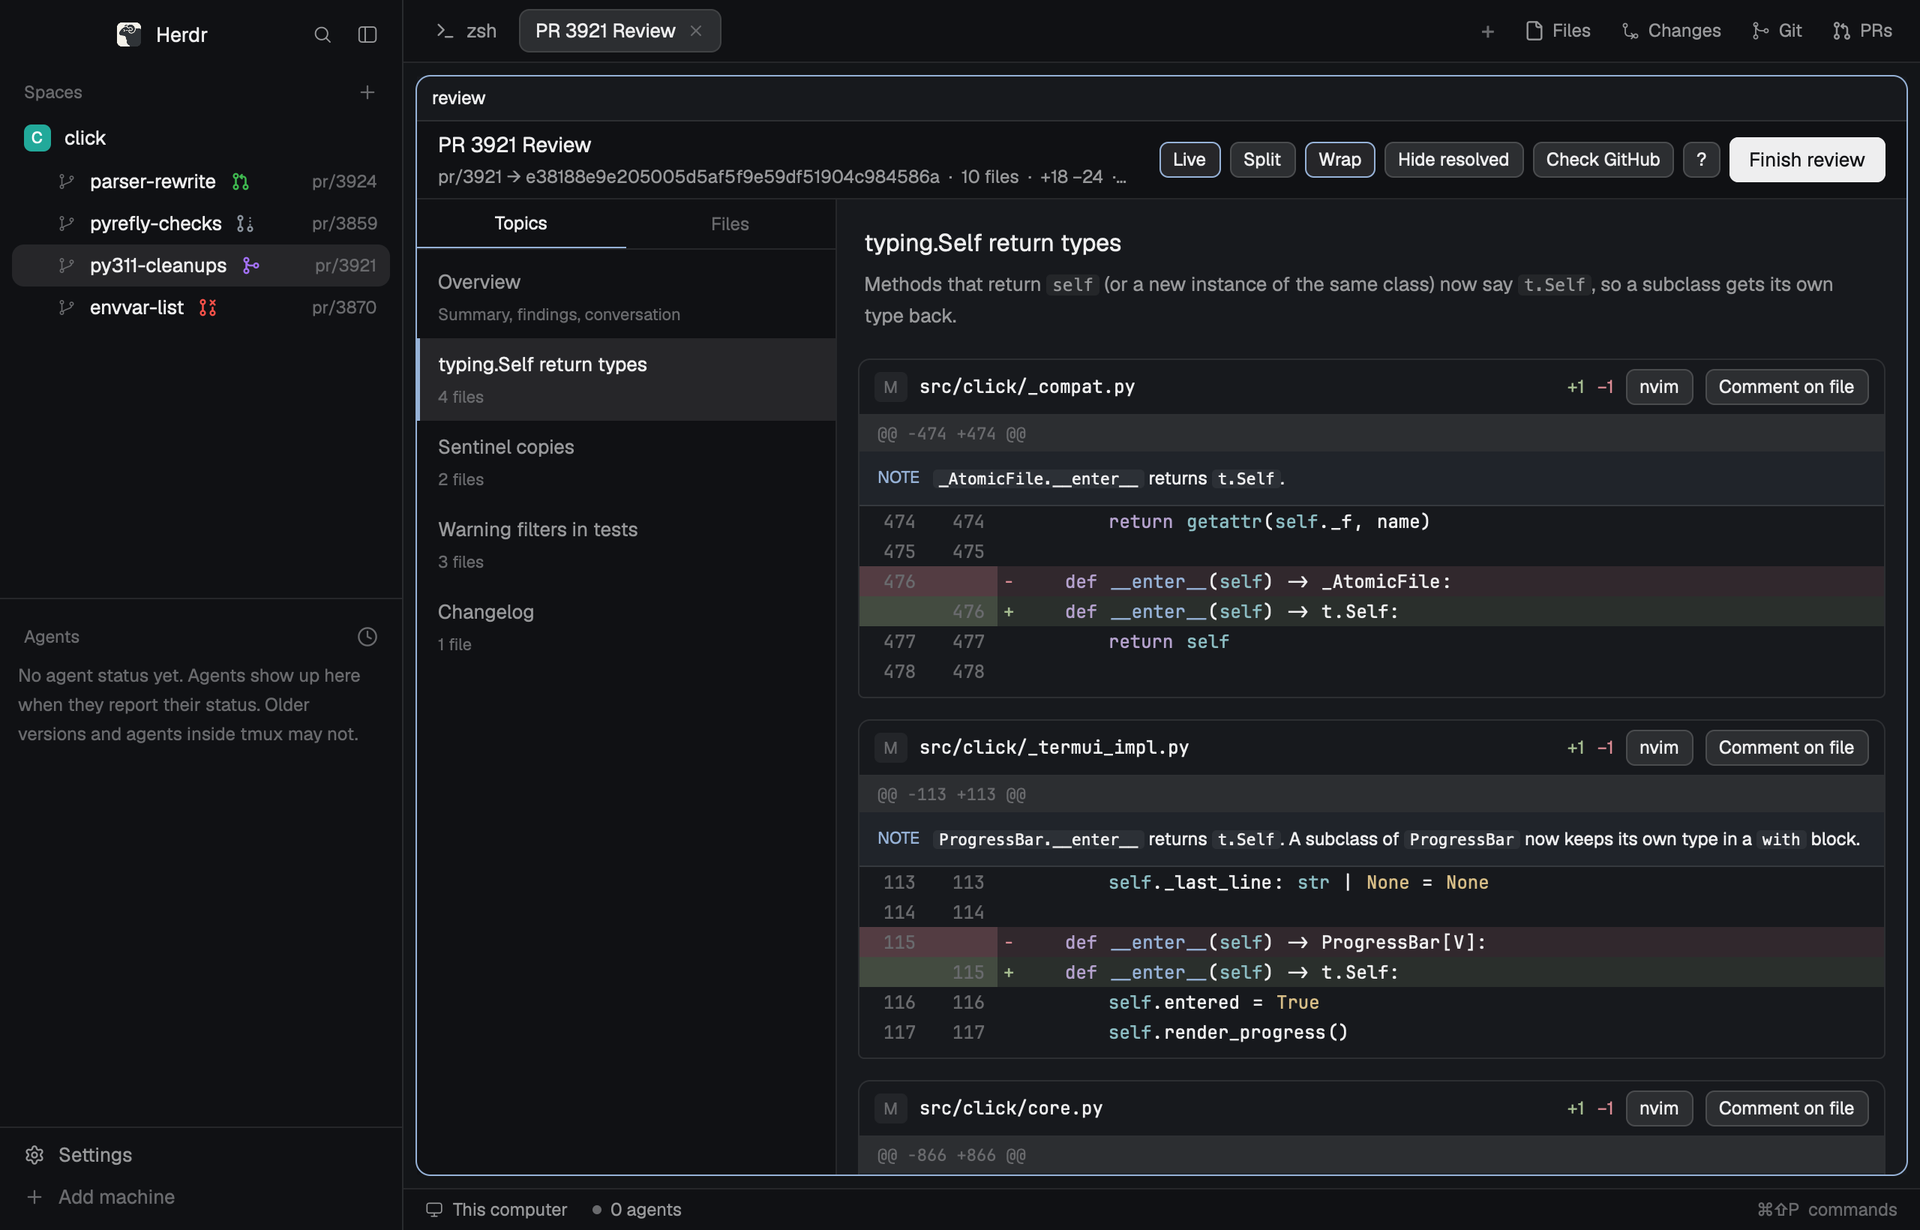 Herdr
Spaces
C click
parser-rewrite pr/3924
pyrefly-checks pr/3859
py311-cleanups pr/3921
envvar-list pr/3870
Agents
No agent status yet. Agents show up here
when they report their status. Older
versions and agents inside tmux may not.
Settings
+ Add machine
zsh
PR 3921 Review ×
+
Files
Changes
Git
PRs
review
PR 3921 Review
pr/3921 → e38188e9e205005d5af5f9e59df51904c984586a · 10 files · +18 −24 ·…
Live
Split
Wrap
Hide resolved
Check GitHub
?
Finish review
Topics
Files
Overview
Summary, findings, conversation
typing.Self return types
4 files
Sentinel copies
2 files
Warning filters in tests
3 files
Changelog
1 file
typing.Self return types
Methods that return self (or a new instance of the same class) now say t.Self, so a subclass gets its own
type back.
M src/click/_compat.py +1 −1 nvim Comment on file
@@ -474 +474 @@
NOTE _AtomicFile.__enter__ returns t.Self.
474 474 return getattr(self._f, name)
475 475
476 - def __enter__(self) -> _AtomicFile:
476 + def __enter__(self) -> t.Self:
477 477 return self
478 478
M src/click/_termui_impl.py +1 −1 nvim Comment on file
@@ -113 +113 @@
NOTE ProgressBar.__enter__ returns t.Self. A subclass of ProgressBar now keeps its own type in a with block.
113 113 self._last_line: str | None = None
114 114
115 - def __enter__(self) -> ProgressBar[V]:
115 + def __enter__(self) -> t.Self:
116 116 self.entered = True
117 117 self.render_progress()
M src/click/core.py +1 −1 nvim Comment on file
@@ -866 +866 @@
This computer
0 agents
⌘⇧P commands